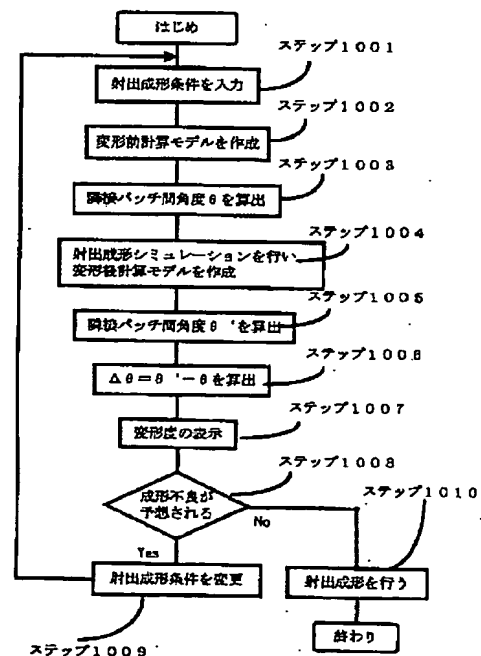 はじめ
ステップ1001
射出成形条件を入力
ステップ1002
変形前計算モデルを作成
ステップ1003
隣接パッチ間角度θを算出
ステップ1004
射出成形シミュレーションを行い
変形後計算モデルを作成
ステップ1005
隣接パッチ間角度θ'を算出
ステップ1006
Δθ=θ'-θを算出
ステップ1007
変形度の表示
ステップ1008
成形不良が
予想される
ステップ1010
No
Yes
射出成形条件を変更
射出成形を行う
終わり
ステップ1009